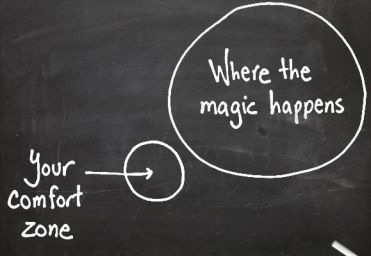 Where the
magic happens
Your
comfort
zone